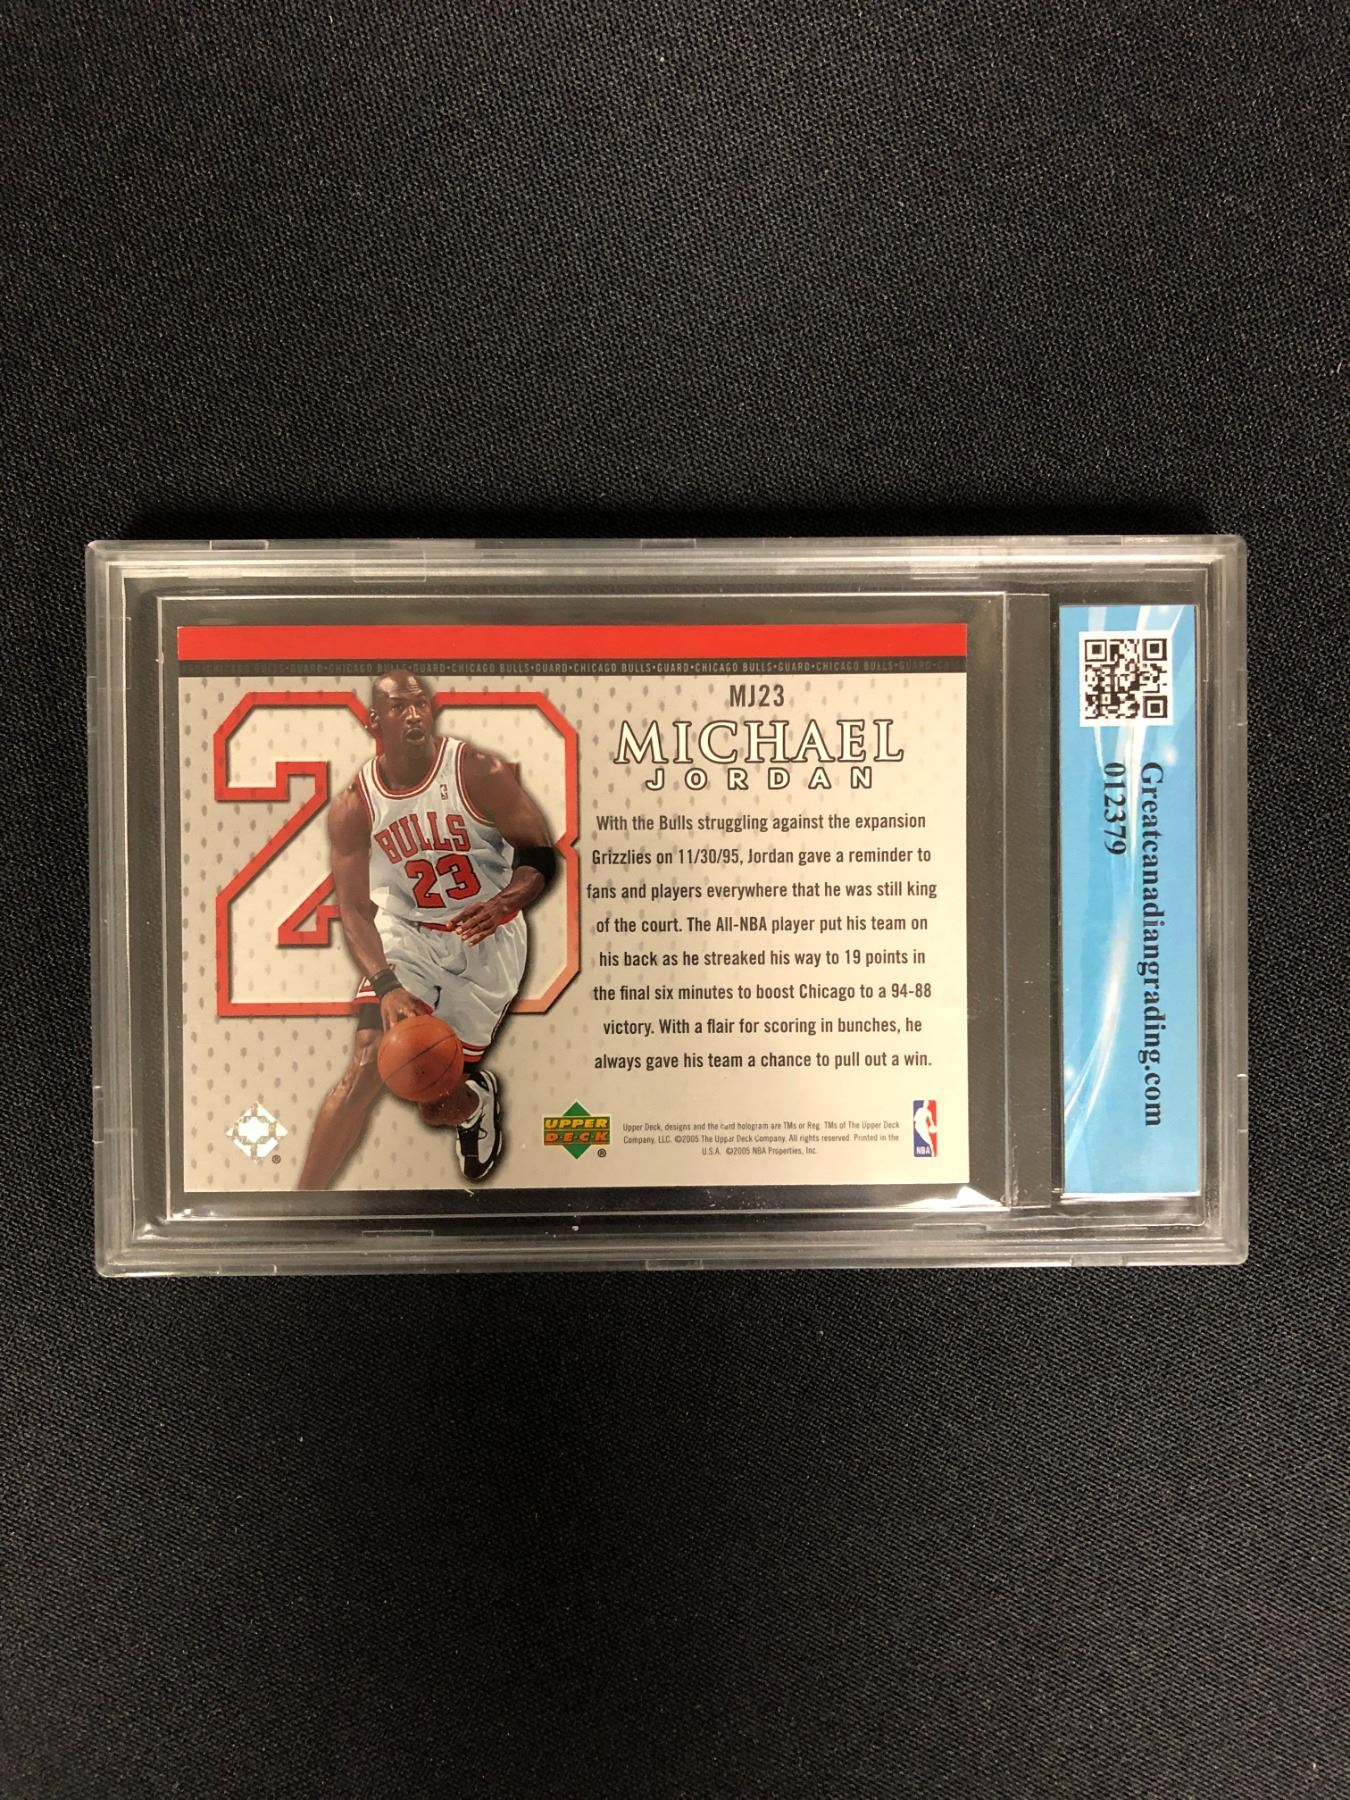 CHICAGO BULLS•GUARD•CHICAGO BULLS•GUARD•CHICAGO BULLS•GUARD•CHICAGO BULLS•GUARD•CHICAGO BULLS•GUARD•CHICAGO BULLS•GUARD•
23
BULLS
23
MJ23
MICHAEL
JORDAN
With the Bulls struggling against the expansion
Grizzlies on 11/30/95, Jordan gave a reminder to
fans and players everywhere that he was still king
of the court. The All-NBA player put his team on
his back as he streaked his way to 19 points in
the final six minutes to boost Chicago to a 94-88
victory. With a flair for scoring in bunches, he
always gave his team a chance to pull out a win.
®
UPPER
DECK
®
Upper Deck, designs and the card hologram are TMs or Reg. TMs of The Upper Deck
Company, LLC. ©2005 The Upper Deck Company. All rights reserved. Printed in the
U.S.A. ©2005 NBA Properties, Inc.
NBA
Greatcanadiangrading.com
012379